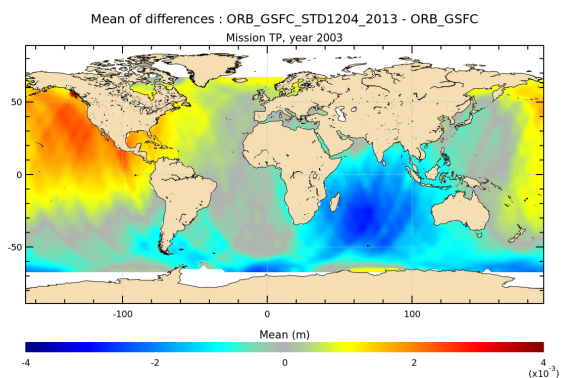 Mean of differences : ORB_GSFC_STD1204_2013 - ORB_GSFC
Mission TP, year 2003
50
0
-50
-100 0 100
Mean (m)
-4 -2 0 2 4
(x10^-3)